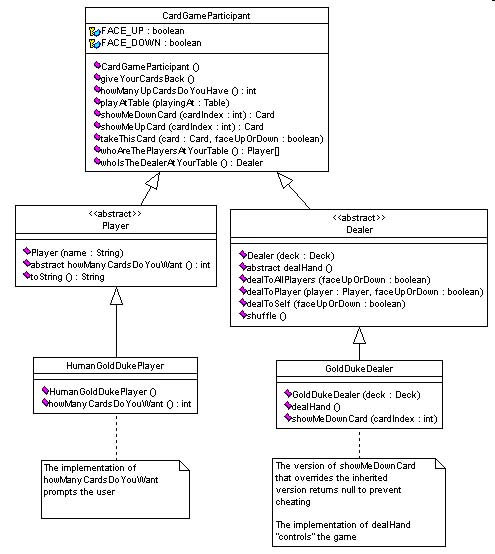 CardGameParticipant
FACE_UP : boolean
FACE_DOWN : boolean
CardGameParticipant ()
giveYourCardsBack ()
howManyUpCardsDoYouHave () : int
playAtTable (playingAt : Table)
showMeDownCard (cardIndex : int) : Card
showMeUpCard (cardIndex : int) : Card
takeThisCard (card : Card, faceUpOrDown : boolean)
whoAreThePlayersAtYourTable () : Player[]
whoIsTheDealerAtYourTable () : Dealer
<<abstract>>
Player
Player (name : String)
abstract howManyCardsDoYouWant () : int
toString () : String
<<abstract>>
Dealer
Dealer (deck : Deck)
abstract dealHand ()
dealToAllPlayers (faceUpOrDown : boolean)
dealToPlayer (player : Player, faceUpOrDown : boolean)
dealToSelf (faceUpOrDown : boolean)
shuffle ()
HumanGoldDukePlayer
HumanGoldDukePlayer ()
howManyCardsDoYouWant () : int
GoldDukeDealer
GoldDukeDealer (deck : Deck)
dealHand ()
showMeDownCard (cardIndex : int)
The implementation of
howManyCardsDoYouWant
prompts the user
The version of showMeDownCard
that overrides the inherited
version returns null to prevent
cheating
The implementation of dealHand
"controls" the game